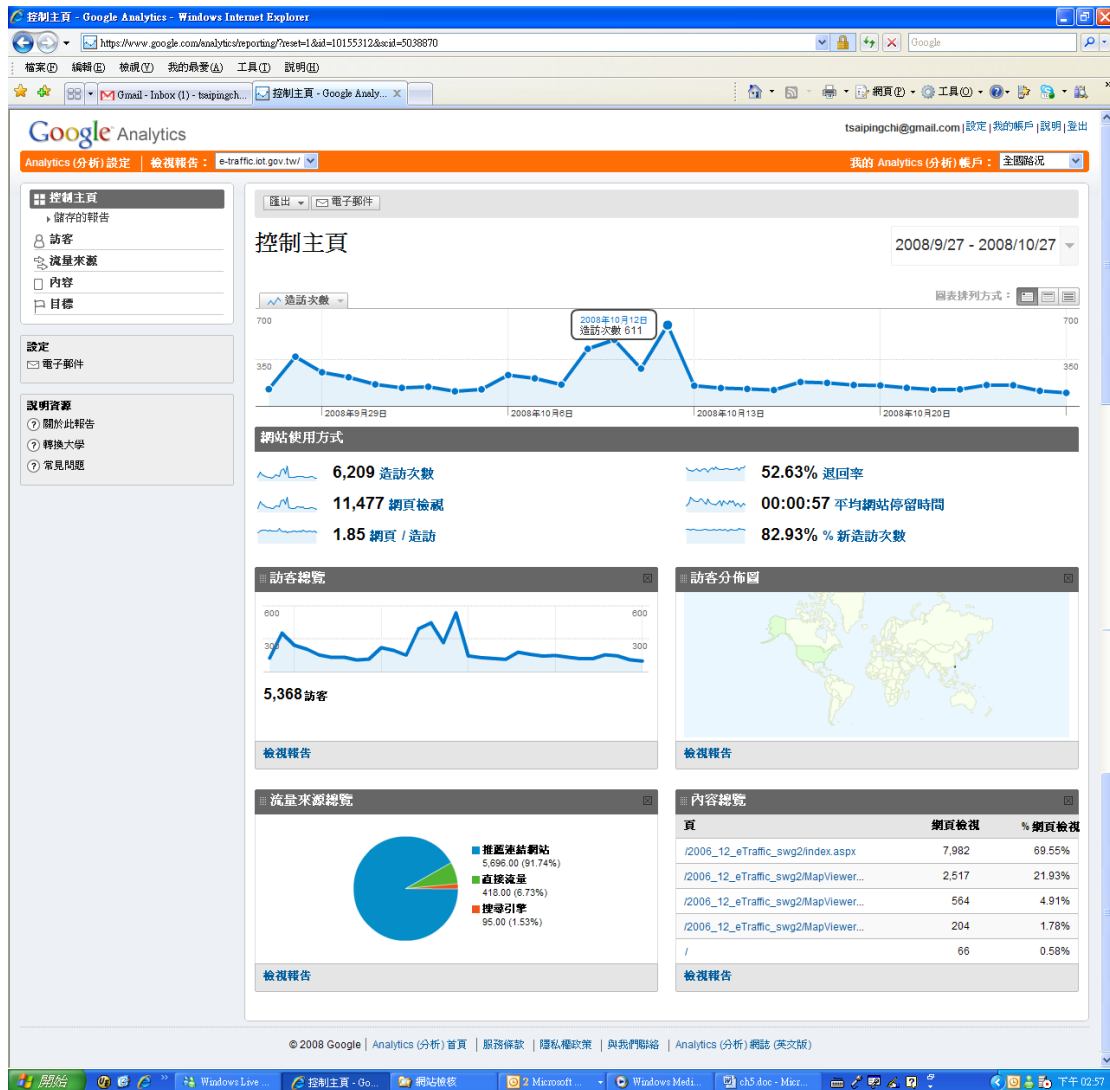 控制主頁 - Google Analytics - Windows Internet Explorer
https://www.google.com/analytics/reporting/?reset=1&id=10155312&scid=5038870
Google
檔案(F) 編輯(E) 檢視(V) 我的最愛(A) 工具(T) 說明(H)
Gmail - Inbox (1) - tsaipingch... 控制主頁 - Google Analy... 網頁(P) 工具(O)
Google Analytics
tsaipingchi@gmail.com | 設定 | 我的帳戶 | 說明 | 登出
Analytics (分析) 設定 | 檢視報告： e-traffic.iot.gov.tw/ 我的 Analytics (分析) 帳戶： 全國路況
控制主頁
儲存的報告
訪客
流量來源
內容
目標
設定
電子郵件
說明資源
關於此報告
轉換大學
常見問題
匯出 電子郵件
控制主頁
2008/9/27 - 2008/10/27
造訪次數
圖表排列方式：
700 700
350 350
2008年10月12日
造訪次數 611
2008年9月29日 2008年10月6日 2008年10月13日 2008年10月20日
網站使用方式
6,209 造訪次數
52.63% 退回率
11,477 網頁檢視
00:00:57 平均網站停留時間
1.85 網頁 / 造訪
82.93% % 新造訪次數
訪客總覽
600 600
300 300
5,368 訪客
檢視報告
訪客分佈圖
檢視報告
流量來源總覽
推薦連結網站
5,696.00 (91.74%)
直接流量
418.00 (6.73%)
搜尋引擎
95.00 (1.53%)
檢視報告
內容總覽
頁 網頁檢視 % 網頁檢視
/2006_12_eTraffic_swg2/index.aspx 7,982 69.55%
/2006_12_eTraffic_swg2/MapViewer... 2,517 21.93%
/2006_12_eTraffic_swg2/MapViewer... 564 4.91%
/2006_12_eTraffic_swg2/MapViewer... 204 1.78%
/ 66 0.58%
檢視報告
© 2008 Google | Analytics (分析) 首頁 | 服務條款 | 隱私權政策 | 與我們聯絡 | Analytics (分析) 網誌 (英文版)
開始 Windows Live ... 控制主頁 - Go... 網站檢核 2 Microsoft ... Windows Medi... ch5.doc - Micr... 下午 02:57